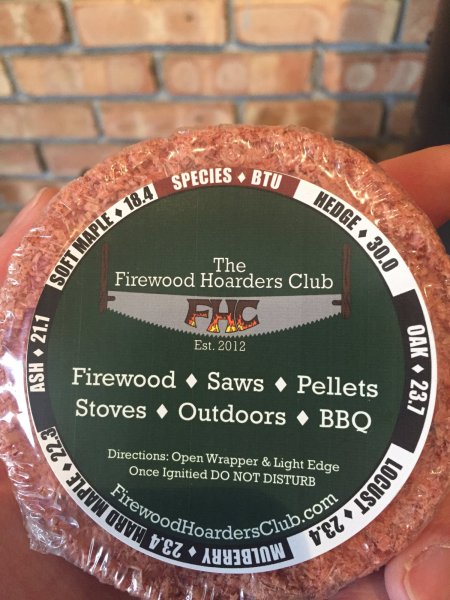 SPECIES ♦ BTU
HEDGE ♦ 30.0
OAK ♦ 23.7
LOCUST ♦ 23.4
MULBERRY ♦ 23.4
HARD MAPLE ♦ 22.3
ASH ♦ 21.1
SOFT MAPLE ♦ 18.4
The
Firewood Hoarders Club
FHC
Est. 2012
Firewood ♦ Saws ♦ Pellets
Stoves ♦ Outdoors ♦ BBQ
Directions: Open Wrapper & Light Edge
Once Ignitied DO NOT DISTURB
FirewoodHoardersClub.com